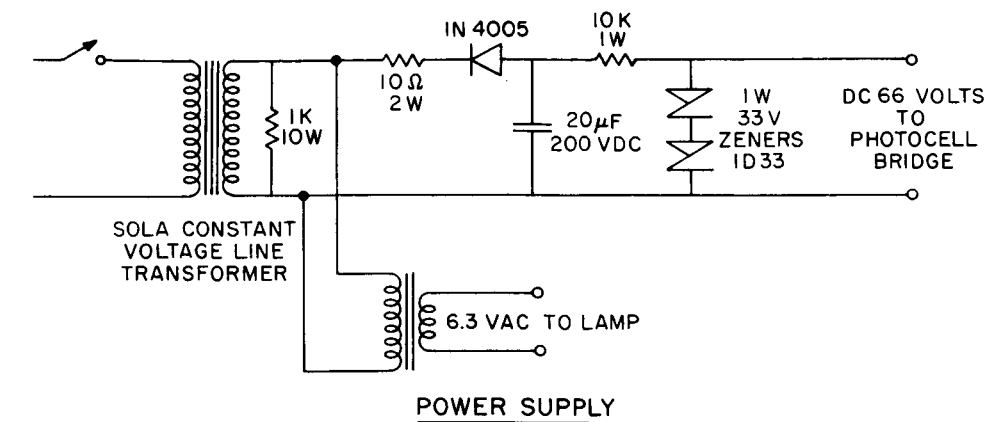 IN 4005
10K
1W
10Ω
2W
1K
10W
20μF
200 VDC
1W
33V
ZENERS
1D33
DC 66 VOLTS
TO
PHOTOCELL
BRIDGE
SOLA CONSTANT
VOLTAGE LINE
TRANSFORMER
6.3 VAC TO LAMP
POWER SUPPLY